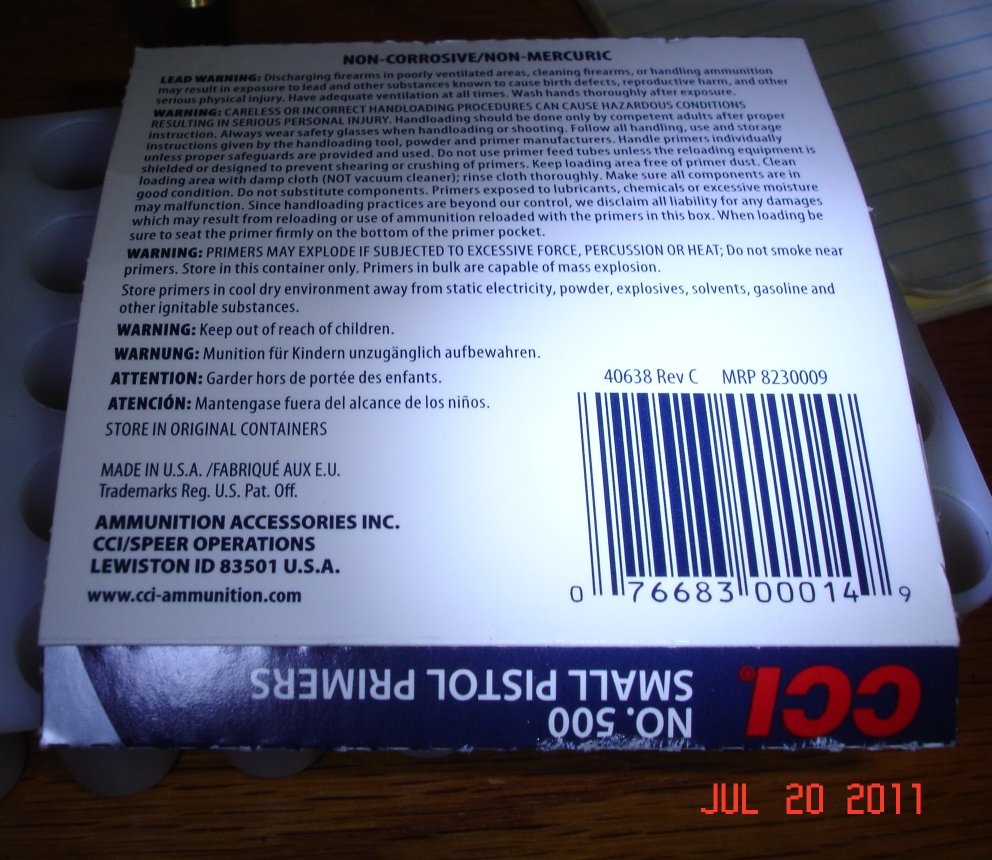 NON-CORROSIVE/NON-MERCURIC
LEAD WARNING: Discharging firearms in poorly ventilated areas, cleaning firearms, or handling ammunition
may result in exposure to lead and other substances known to cause birth defects, reproductive harm, and other
serious physical injury. Have adequate ventilation at all times. Wash hands thoroughly after exposure.
WARNING: CARELESS OR INCORRECT HANDLOADING PROCEDURES CAN CAUSE HAZARDOUS CONDITIONS
RESULTING IN SERIOUS PERSONAL INJURY. Handloading should be done only by competent adults after proper
instruction. Always wear safety glasses when handloading or shooting. Follow all handling, use and storage
instructions given by the handloading tool, powder and primer manufacturers. Handle primers individually
unless proper safeguards are provided and used. Do not use primer feed tubes unless the reloading equipment is
shielded or designed to prevent shearing or crushing of primers. Keep loading area free of primer dust. Clean
loading area with damp cloth (NOT vacuum cleaner); rinse cloth thoroughly. Make sure all components are in
good condition. Do not substitute components. Primers exposed to lubricants, chemicals or excessive moisture
may malfunction. Since handloading practices are beyond our control, we disclaim all liability for any damages
which may result from reloading or use of ammunition reloaded with the primers in this box. When loading be
sure to seat the primer firmly on the bottom of the primer pocket.
WARNING: PRIMERS MAY EXPLODE IF SUBJECTED TO EXCESSIVE FORCE, PERCUSSION OR HEAT; Do not smoke near
primers. Store in this container only. Primers in bulk are capable of mass explosion.
Store primers in cool dry environment away from static electricity, powder, explosives, solvents, gasoline and
other ignitable substances.
WARNING: Keep out of reach of children.
WARNUNG: Munition für Kindern unzugänglich aufbewahren.
ATTENTION: Garder hors de portée des enfants.
ATENCIÓN: Mantengase fuera del alcance de los niños.
STORE IN ORIGINAL CONTAINERS
40638 Rev C MRP 8230009
MADE IN U.S.A. /FABRIQUÉ AUX E.U.
Trademarks Reg. U.S. Pat. Off.
AMMUNITION ACCESSORIES INC.
CCI/SPEER OPERATIONS
LEWISTON ID 83501 U.S.A.
www.cci-ammunition.com
0 76683 00014 9
CCI®
NO. 500
SMALL PISTOL PRIMERS
JUL 20 2011